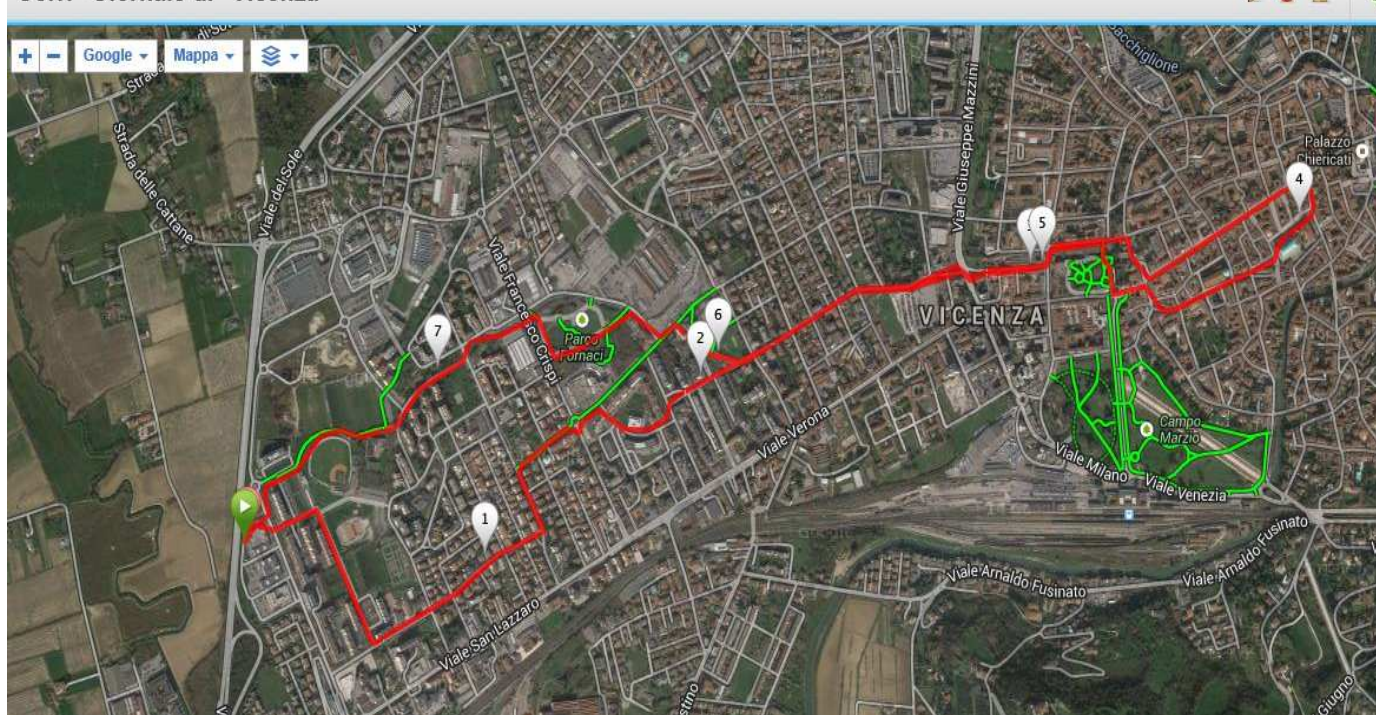 + - Google Mappa
Strada delle Cattane
Viale del Sole
Viale Francesco Crispi
Parco
Fornaci
Viale San Lazzaro
Viale Verona
VICENZA
Viale Giuseppe Mazzini
Bacchiglione
Palazzo
Chiericati
Campo
Marzio
Viale Milano
Viale Venezia
Viale Arnaldo Fusinato
Viale Arnaldo Fusinato
Giugno
1
2
4
5
6
7